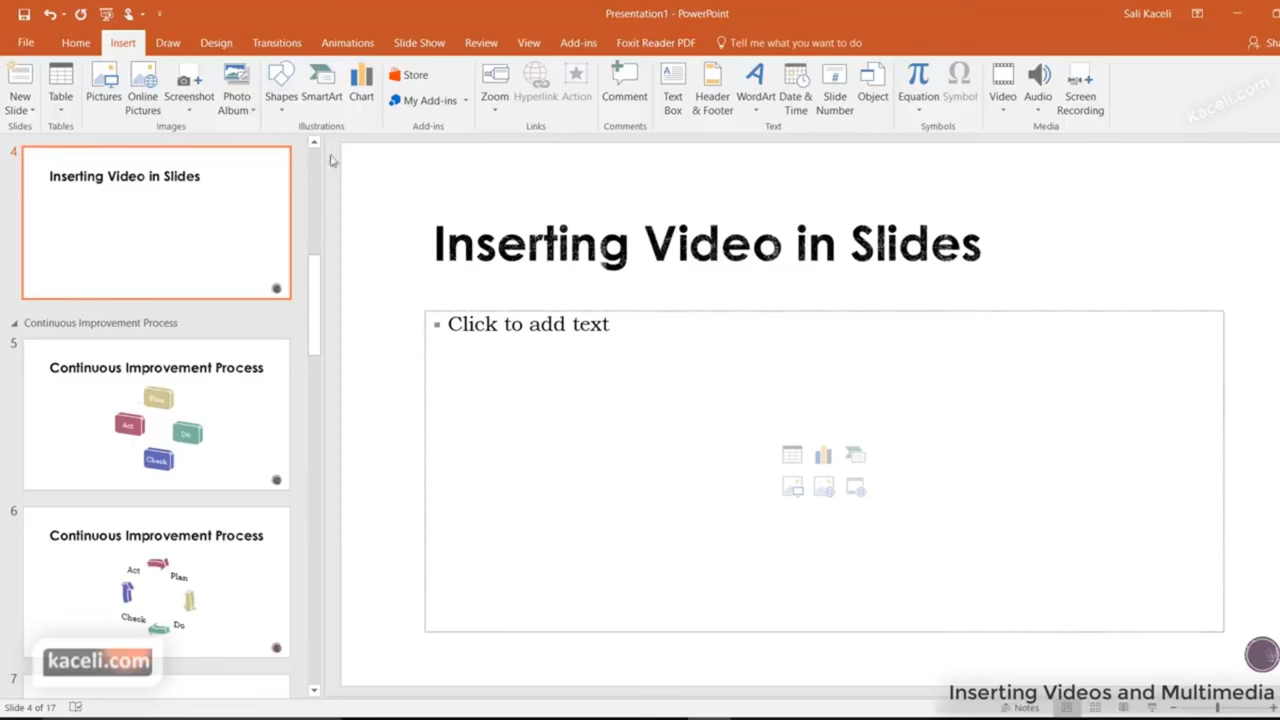 Presentation1 - PowerPoint
Sali Kaceli
File Home Insert Draw Design Transitions Animations Slide Show Review View Add-ins Foxit Reader PDF Tell me what you want to do
New Slide
Table
Pictures
Online Pictures
Screenshot
Photo Album
Shapes
SmartArt
Chart
Store
My Add-ins
Zoom
Hyperlink
Action
Comment
Text Box
Header & Footer
WordArt
Date & Time
Slide Number
Object
Equation
Symbol
Video
Audio
Screen Recording
Slides Tables Images Illustrations Add-ins Links Comments Text Symbols Media
Kaceli.com
4
Inserting Video in Slides
Continuous Improvement Process
5
Continuous Improvement Process
Plan
Act
Do
Check
6
Continuous Improvement Process
Act
Plan
Check
Do
kaceli.com
7
Inserting Video in Slides
Click to add text
Inserting Videos and Multimedia
Slide 4 of 17
Notes